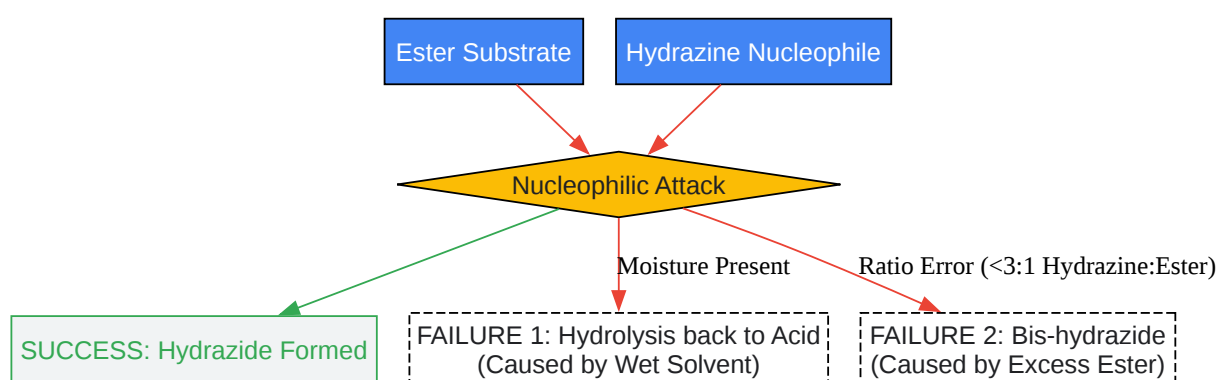 Ester Substrate
Hydrazine Nucleophile
Nucleophilic Attack
Moisture Present
Ratio Error (<3:1 Hydrazine:Ester)
SUCCESS: Hydrazide Formed
FAILURE 1: Hydrolysis back to Acid
(Caused by Wet Solvent)
FAILURE 2: Bis-hydrazide
(Caused by Excess Ester)